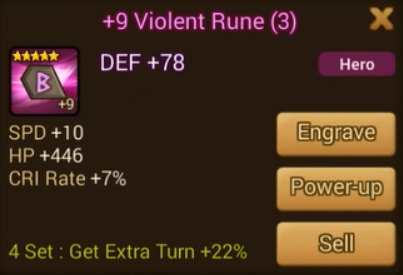 +9 Violent Rune (3)
DEF +78
Hero
+9
SPD +10
HP +446
CRI Rate +7%
Engrave
Power-up
Sell
4 Set : Get Extra Turn +22%